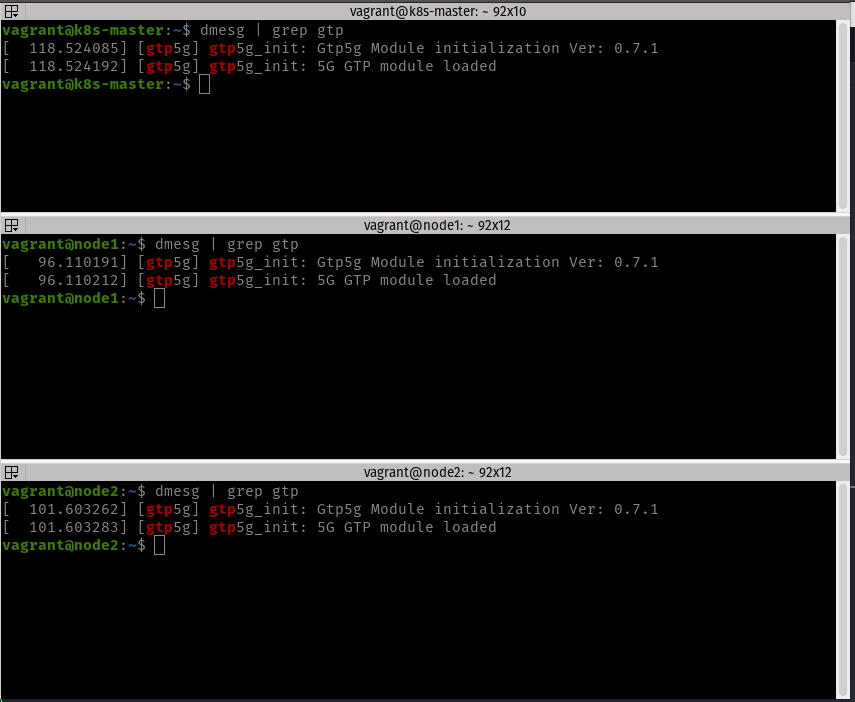 vagrant@k8s-master: ~ 92x10
vagrant@k8s-master:~$ dmesg | grep gtp
[  118.524085] [gtp5g] gtp5g_init: Gtp5g Module initialization Ver: 0.7.1
[  118.524192] [gtp5g] gtp5g_init: 5G GTP module loaded
vagrant@k8s-master:~$
vagrant@node1: ~ 92x12
vagrant@node1:~$ dmesg | grep gtp
[   96.110191] [gtp5g] gtp5g_init: Gtp5g Module initialization Ver: 0.7.1
[   96.110212] [gtp5g] gtp5g_init: 5G GTP module loaded
vagrant@node1:~$
vagrant@node2: ~ 92x12
vagrant@node2:~$ dmesg | grep gtp
[  101.603262] [gtp5g] gtp5g_init: Gtp5g Module initialization Ver: 0.7.1
[  101.603283] [gtp5g] gtp5g_init: 5G GTP module loaded
vagrant@node2:~$